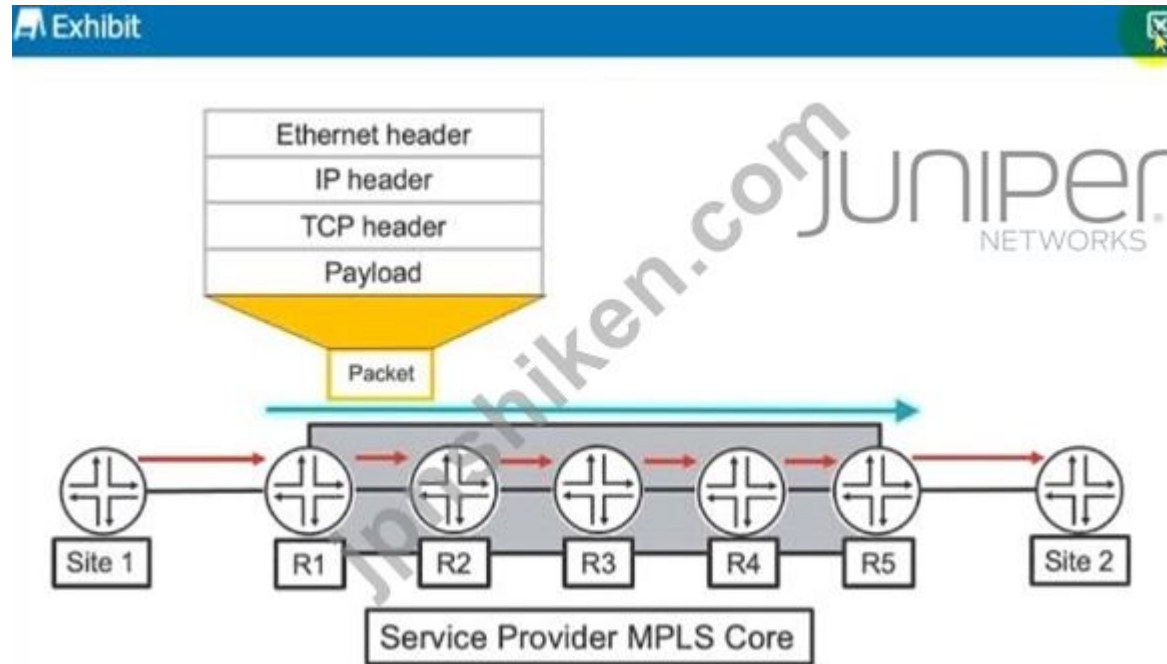 Exhibit
Ethernet header
IP header
TCP header
Payload
Packet
JUNIPEr
NETWORKS
jpnshiken.com
Site 1
R1
R2
R3
R4
R5
Site 2
Service Provider MPLS Core